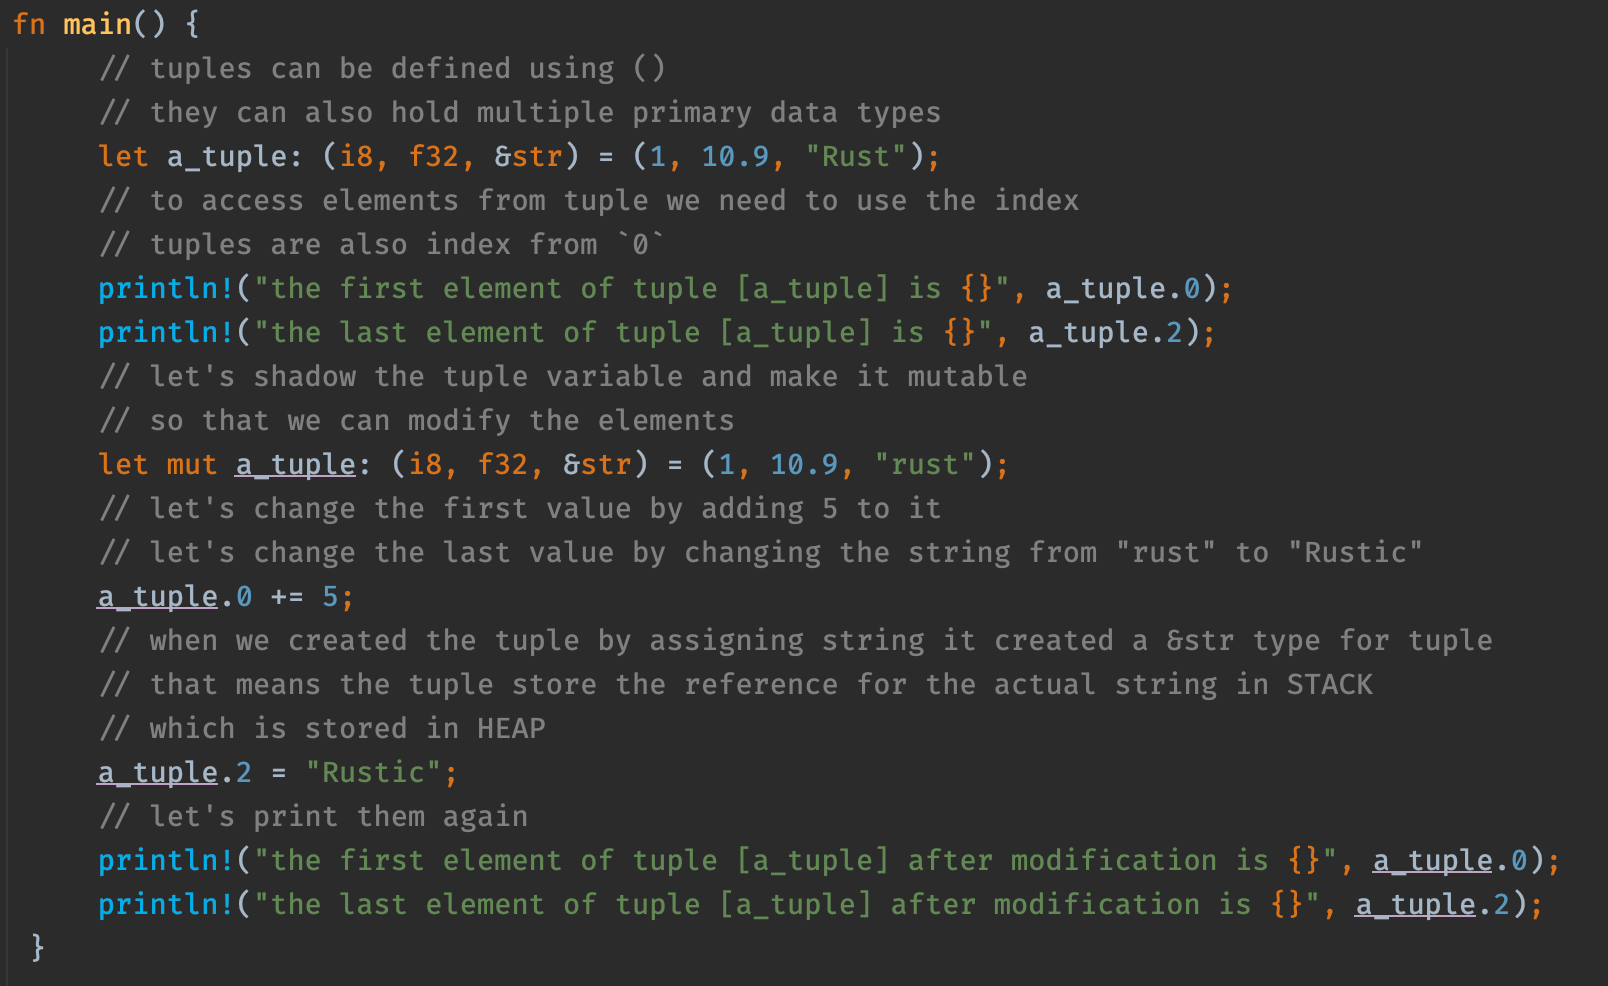 fn main() {
// tuples can be defined using ()
// they can also hold multiple primary data types
let a_tuple: (i8, f32, &str) = (1, 10.9, "Rust");
// to access elements from tuple we need to use the index
// tuples are also index from `0`
println!("the first element of tuple [a_tuple] is {}", a_tuple.0);
println!("the last element of tuple [a_tuple] is {}", a_tuple.2);
// let's shadow the tuple variable and make it mutable
// so that we can modify the elements
let mut a_tuple: (i8, f32, &str) = (1, 10.9, "rust");
// let's change the first value by adding 5 to it
// let's change the last value by changing the string from "rust" to "Rustic"
a_tuple.0 += 5;
// when we created the tuple by assigning string it created a &str type for tuple
// that means the tuple store the reference for the actual string in STACK
// which is stored in HEAP
a_tuple.2 = "Rustic";
// let's print them again
println!("the first element of tuple [a_tuple] after modification is {}", a_tuple.0);
println!("the last element of tuple [a_tuple] after modification is {}", a_tuple.2);
}